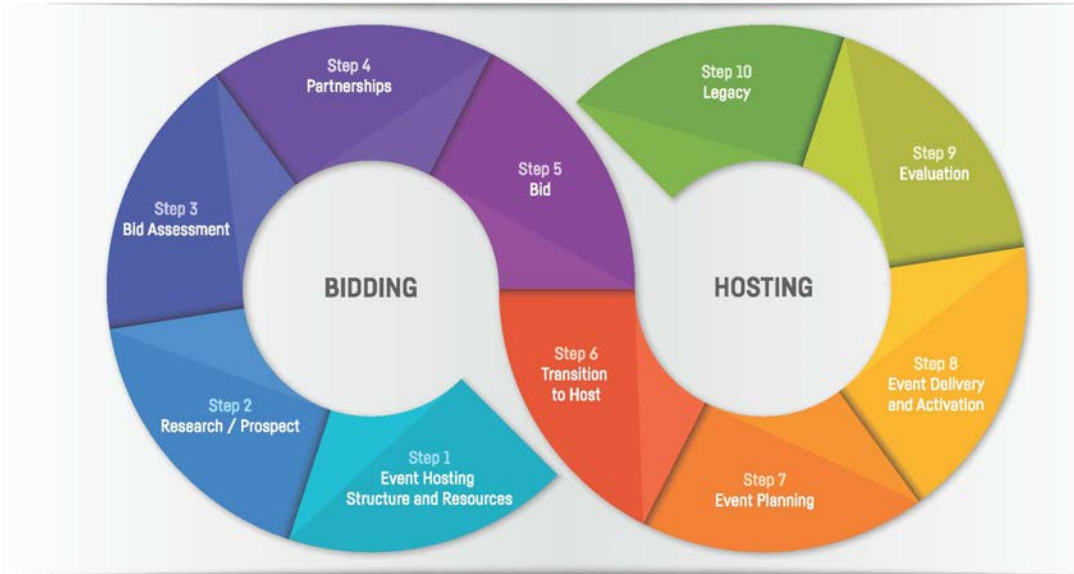 BIDDING
Step 1
Event Hosting
Structure and Resources
Step 2
Research / Prospect
Step 3
Bid Assessment
Step 4
Partnerships
Step 5
Bid
HOSTING
Step 6
Transition
to Host
Step 7
Event Planning
Step 8
Event Delivery
and Activation
Step 9
Evaluation
Step 10
Legacy